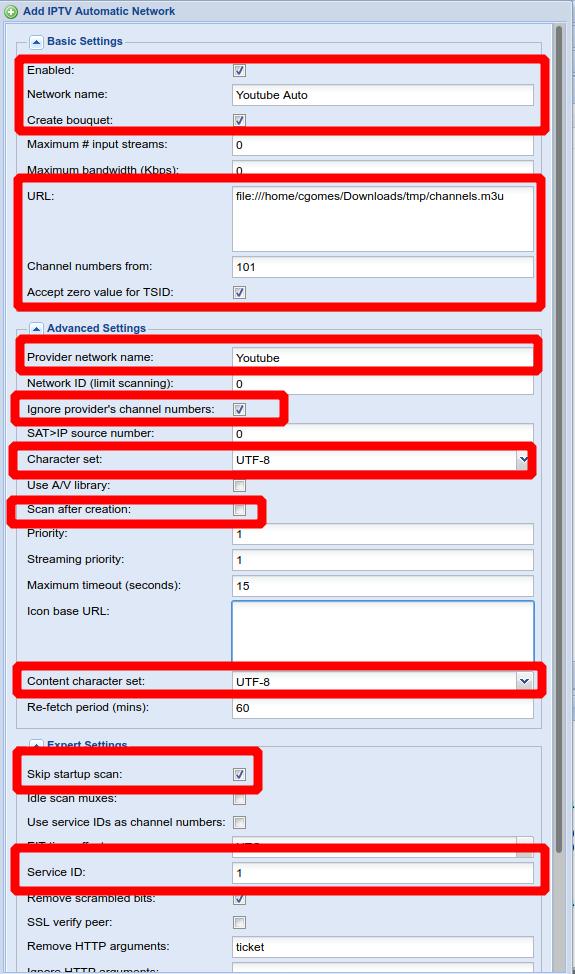 Add IPTV Automatic Network
Basic Settings
Enabled:
Network name: Youtube Auto
Create bouquet:
Maximum # input streams: 0
Maximum bandwidth (Kbps): 0
URL: file:///home/cgomes/Downloads/tmp/channels.m3u
Channel numbers from: 101
Accept zero value for TSID:
Advanced Settings
Provider network name: Youtube
Network ID (limit scanning): 0
Ignore provider's channel numbers:
SAT>IP source number: 0
Character set: UTF-8
Use A/V library:
Scan after creation:
Priority: 1
Streaming priority: 1
Maximum timeout (seconds): 15
Icon base URL:
Content character set: UTF-8
Re-fetch period (mins): 60
Expert Settings
Skip startup scan:
Idle scan muxes:
Use service IDs as channel numbers:
Service ID: 1
Remove scrambled bits:
SSL verify peer:
Remove HTTP arguments: ticket
Ignore HTTP arguments: